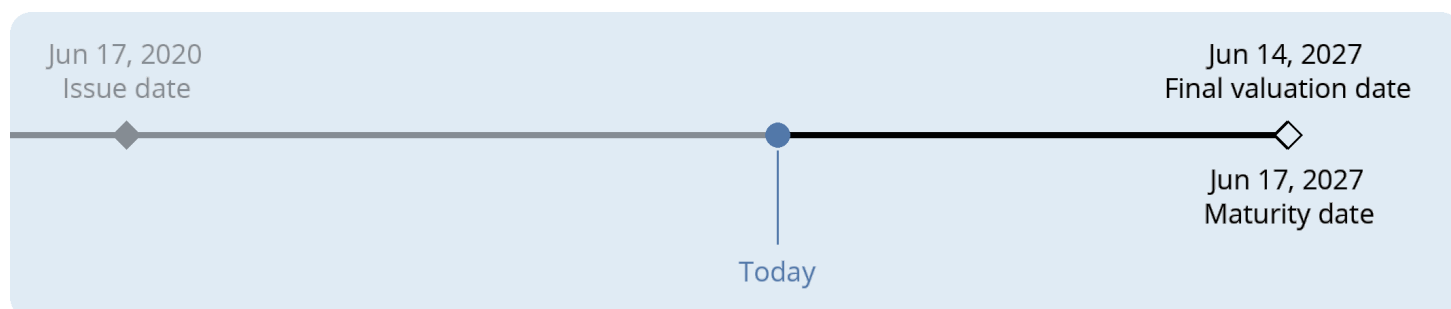 Jun 17, 2020
Issue date
Jun 14, 2027
Final valuation date
Jun 17, 2027
Maturity date
Today